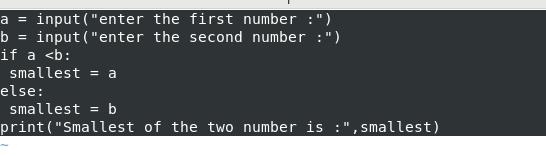 a = input("enter the first number :")
b = input("enter the second number :")
if a <b:
 smallest = a
else:
 smallest = b
print("Smallest of the two number is :",smallest)
~